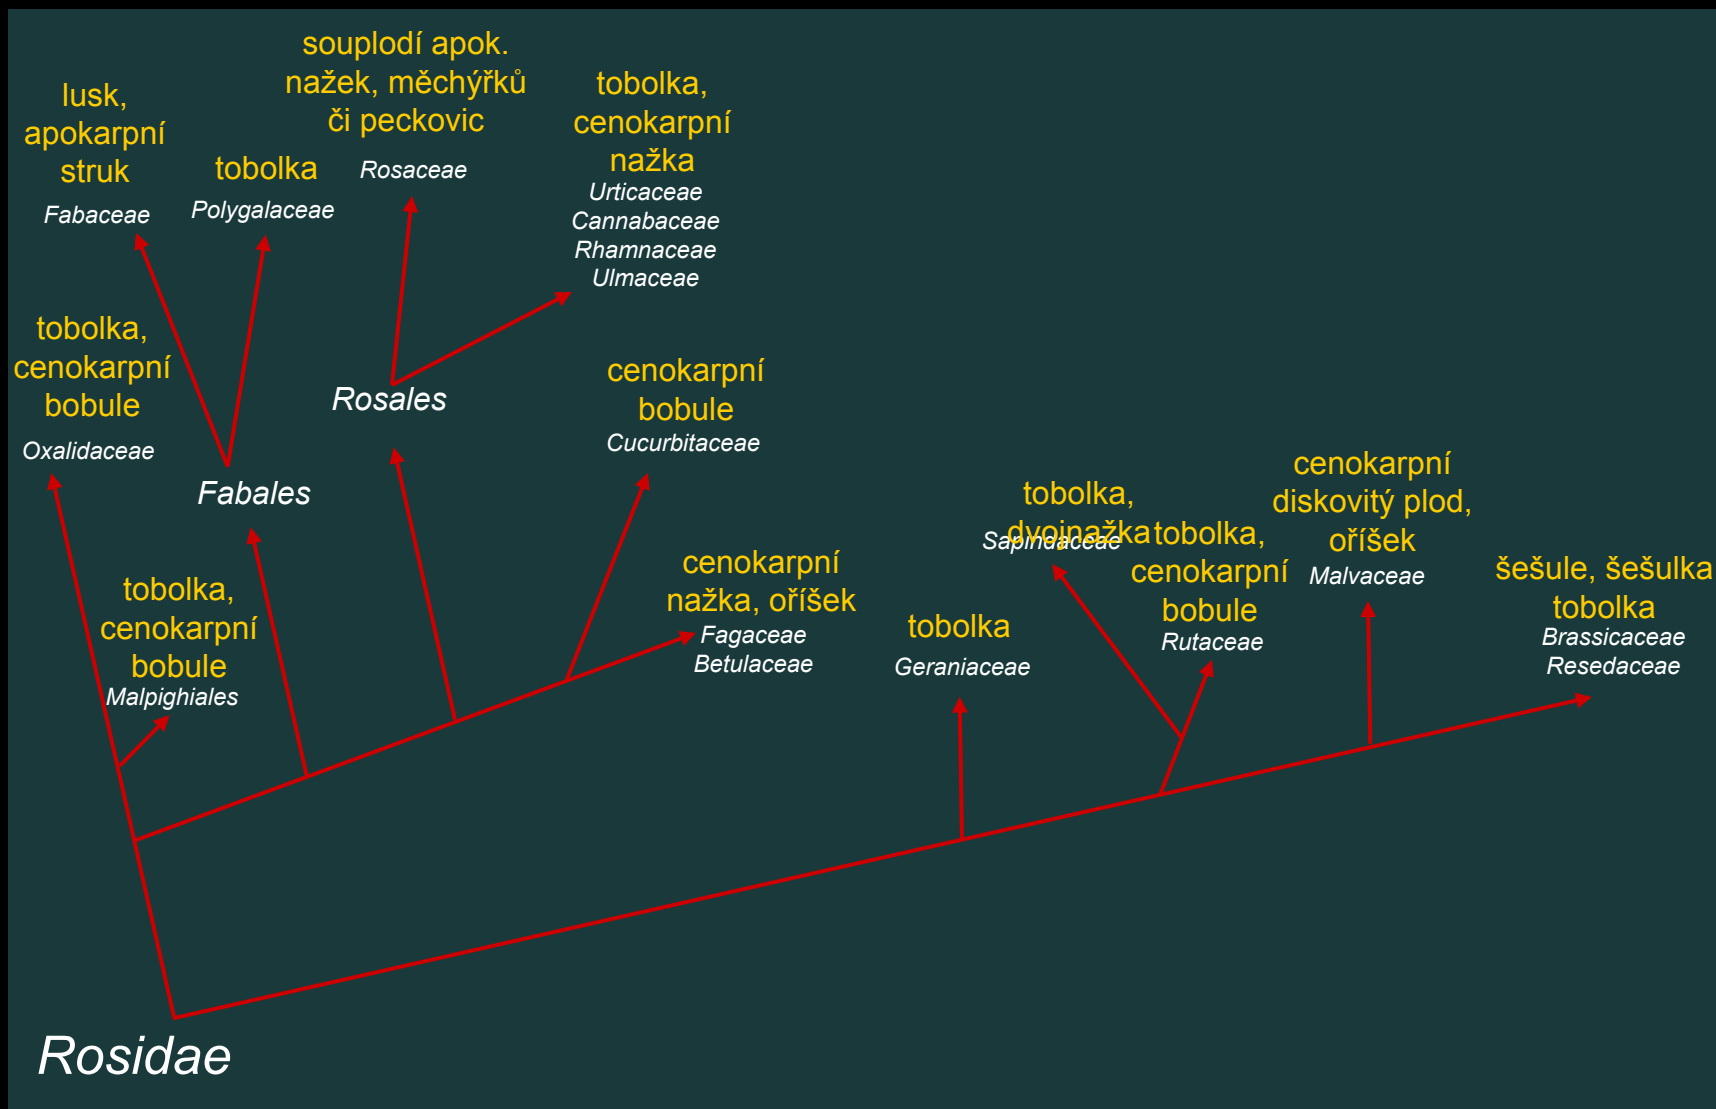 souplodí apok.
nažek, měchýřků
či peckovic
Rosaceae
lusk,
apokarpní
struk
Fabaceae
tobolka
Polygalaceae
tobolka,
cenokarpní
nažka
Urticaceae
Cannabaceae
Rhamnaceae
Ulmaceae
tobolka,
cenokarpní
bobule
Oxalidaceae
Rosales
cenokarpní
bobule
Cucurbitaceae
Fabales
tobolka,
cenokarpní
bobule
Malpighiales
cenokarpní
nažka, oříšek
Fagaceae
Betulaceae
tobolka
Geraniaceae
tobolka,
dvojnažka
Sapindaceae
tobolka,
cenokarpní
bobule
Rutaceae
cenokarpní
diskovitý plod,
oříšek
Malvaceae
šešule, šešulka
tobolka
Brassicaceae
Resedaceae
Rosidae